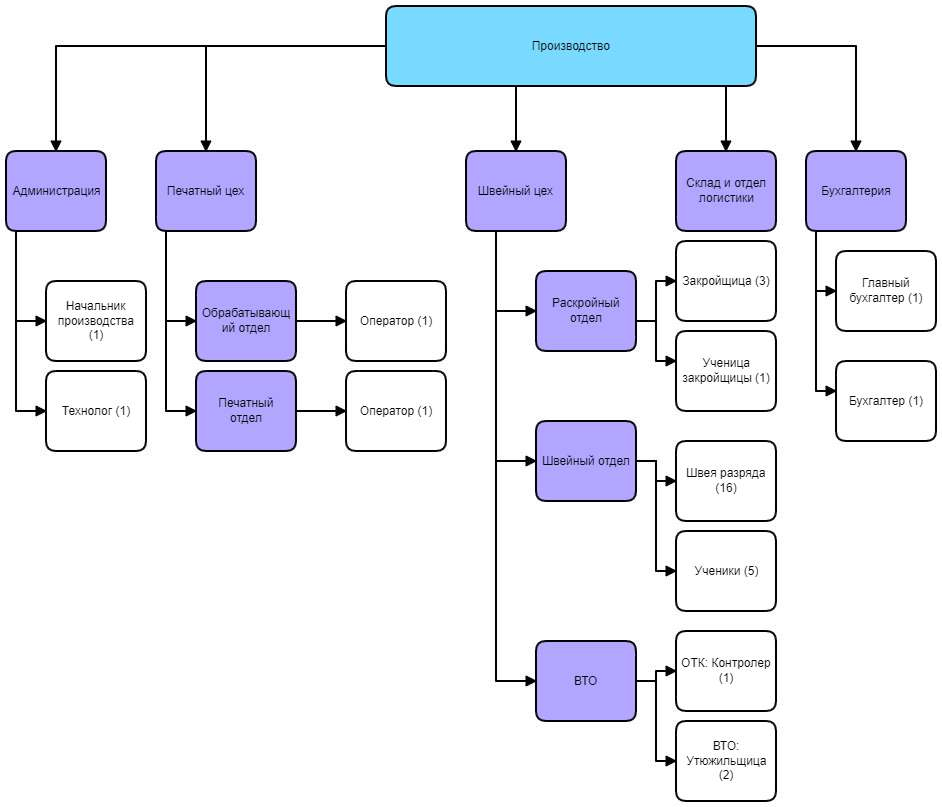 Производство
Администрация
Печатный цех
Швейный цех
Склад и отдел
логистики
Бухгалтерия
Начальник
производства
(1)
Технолог (1)
Обрабатывающ
ий отдел
Оператор (1)
Печатный
отдел
Оператор (1)
Раскройный
отдел
Закройщица (3)
Ученица
закройщицы (1)
Швейный отдел
Швея разряда
(16)
Ученики (5)
ВТО
ОТК: Контролер
(1)
ВТО:
Утюжильщица
(2)
Главный
бухгалтер (1)
Бухгалтер (1)